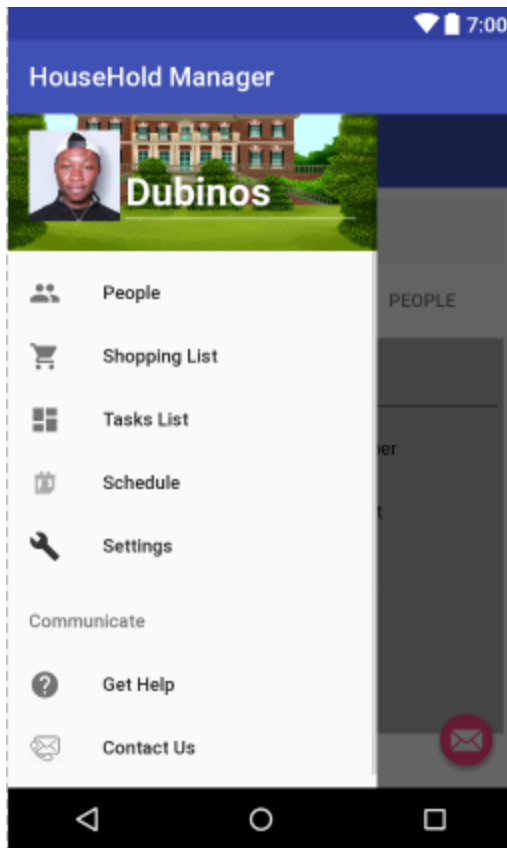 7:00
HouseHold Manager
Dubinos
People
PEOPLE
Shopping List
Tasks List
Schedule
Settings
Communicate
Get Help
Contact Us